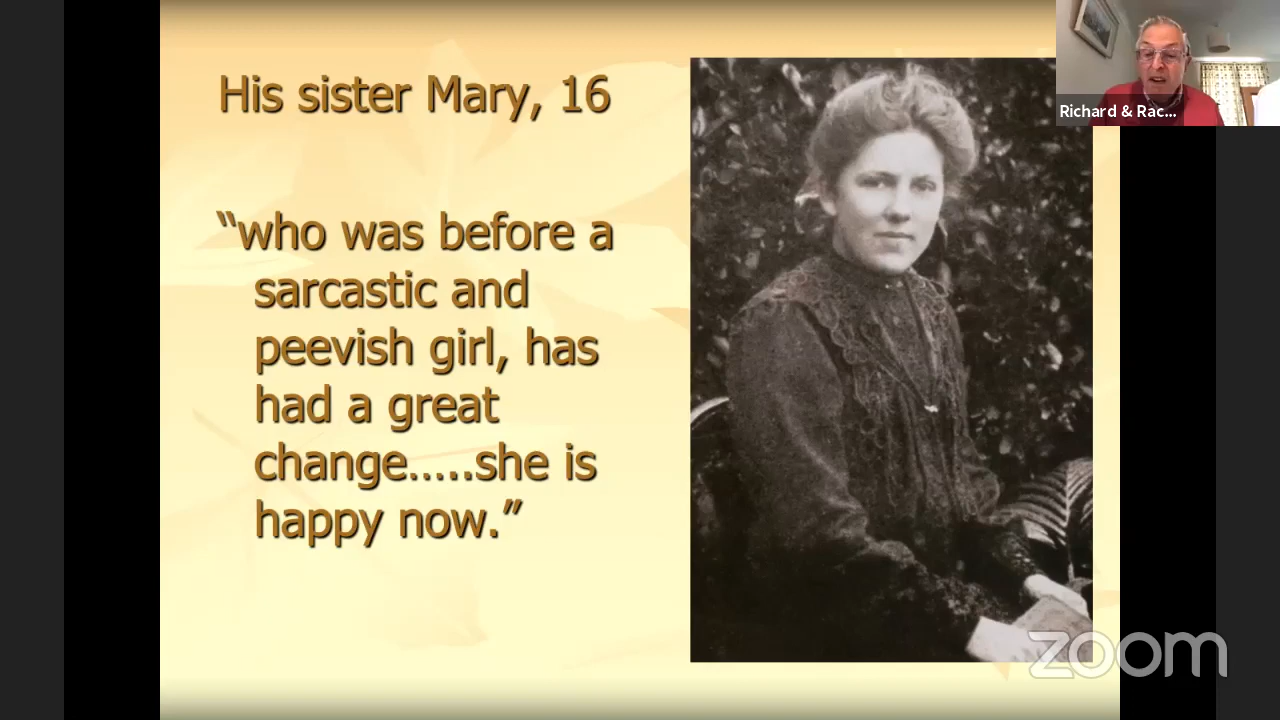 His sister Mary, 16
“who was before a
sarcastic and
peevish girl, has
had a great
change.....she is
happy now.”
Richard & Rac...
zoom